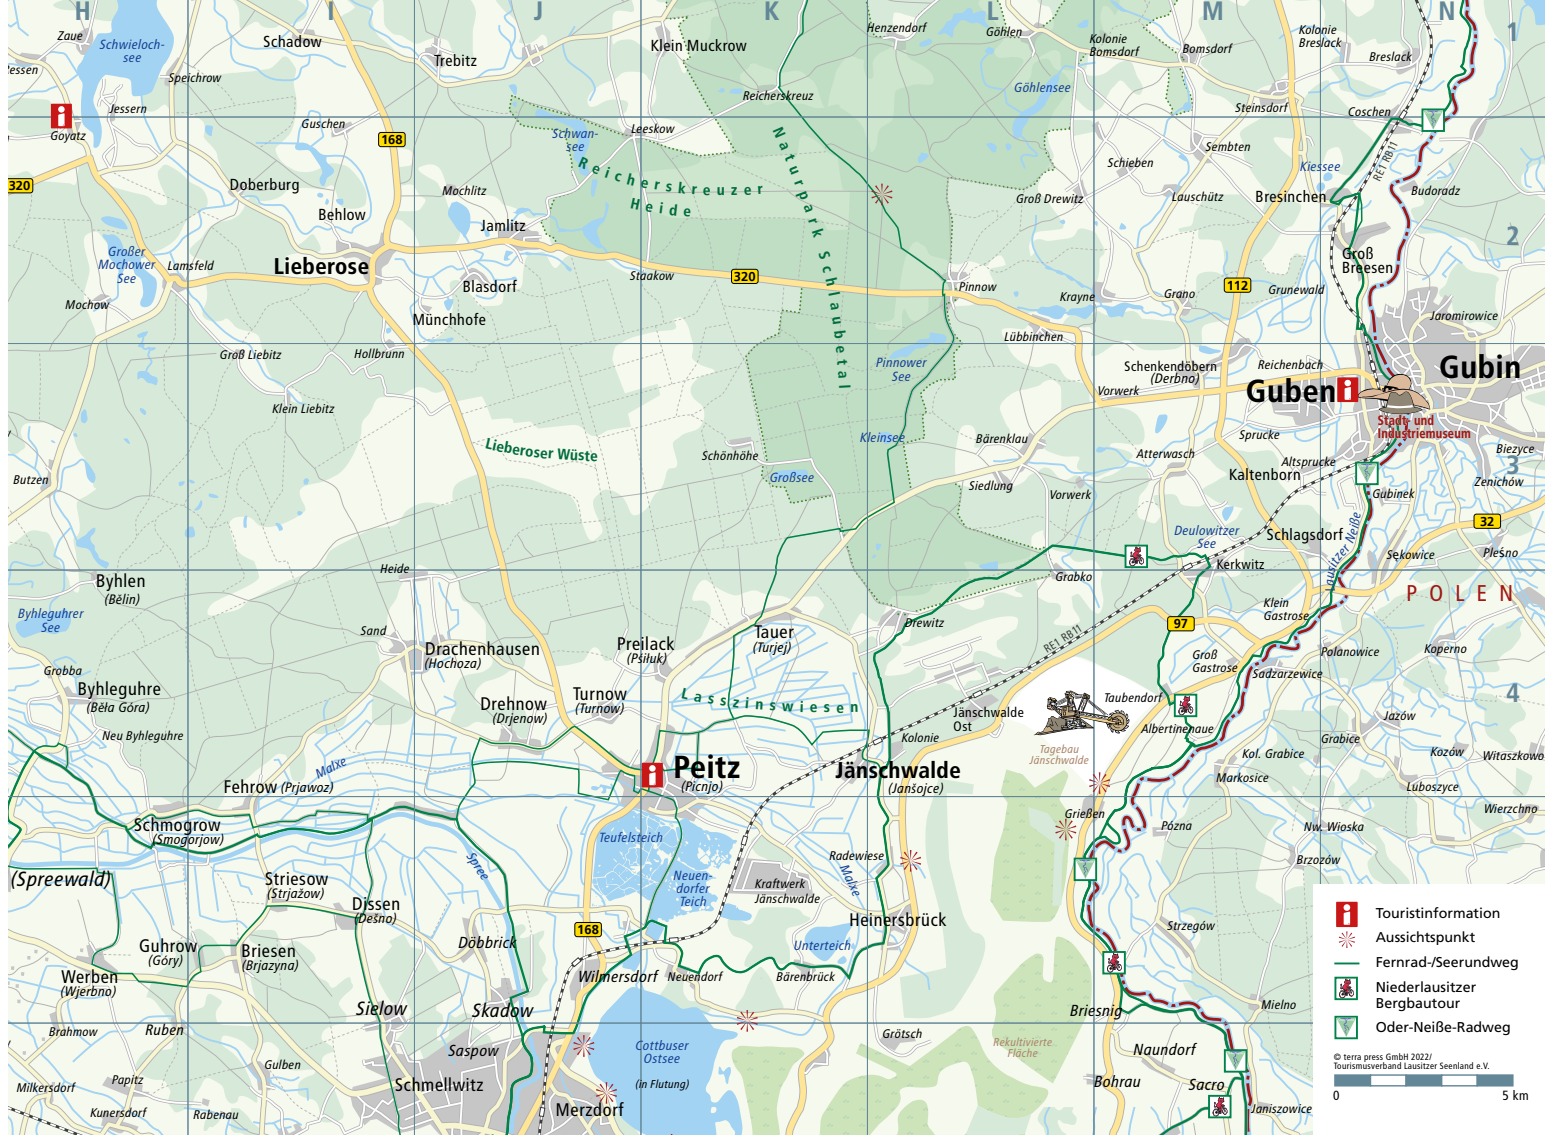 H
I
J
K
L
M
N
1
Zaue
Schwieloch-
see
Schadow
Trebitz
Klein Muckrow
Henzendorf
Göhlen
Kolonie
Bomsdorf
Bomsdorf
Kolonie
Breslack
Breslack
Speichrow
Jessern
Goyatz
Guschen
168
Reicherskreuz
Göhlensee
Steinsdorf
Coschen
Schwan-
see
Leeskow
Reicherskreuzer
Heide
Naturpark Schlaubetal
Schieben
Sembten
Kiessee
RE1 RB11
320
Doberburg
Behlow
Mochlitz
Jamlitz
Groß Drewitz
Lauschütz
Bresinchen
Budoradz
2
Großer
Mochower
See
Lamsfeld
Lieberose
Blasdorf
Staakow
320
Pinnow
Krayne
Grano
112
Grunewald
Groß
Breesen
Mochow
Münchhofe
Lübbinchen
Jaromirowice
Groß Liebitz
Hollbrunn
Pinnower
See
Schenkendöbern
(Derbno)
Reichenbach
Gubin
Guben
Vorwerk
Klein Liebitz
Stadt- und
Industriemuseum
Lieberoser Wüste
Schönhöhe
Kleinsee
Bärenklau
Sprucke
Biezyce
3
Butzen
Großsee
Siedlung
Vorwerk
Atterwasch
Kaltenborn
Altsprucke
Gubinek
Zenichów
Deulowitzer
See
Schlagsdorf
Lausitzer Neiße
32
Sękowice
Pleśno
Byhlen
(Bělin)
Heide
Grabko
Kerkwitz
POLEN
Byhleguhrer
See
Sand
Drachenhausen
(Hochoza)
Preilack
(Pśiłuk)
Tauer
(Turjej)
Drewitz
RE1 RB11
97
Klein
Gastrose
Groß
Gastrose
Polanowice
Koperno
Grobba
Byhleguhre
(Běła Góra)
Drehnow
(Drjenow)
Turnow
(Turnow)
Lasszinswiesen
Jänschwalde
Ost
Taubendorf
Sadzarzewice
4
Neu Byhleguhre
Kolonie
Albertinenaue
Jazów
Grabice
Kozów
Witaszkowo
Malxe
Peitz
(Picnjo)
Jänschwalde
(Janšojce)
Tagebau
Jänschwalde
Kol. Grabice
Markosice
Luboszyce
Fehrow (Prjawoz)
Wierzchno
Schmogrow
(Smogorjow)
Teufelsteich
Grießen
Pózna
Nw. Wioska
(Spreewald)
Spree
Radewiese
Malxe
Brzozów
Striesow
(Strjažow)
Neuen-
dorfer
Teich
Kraftwerk
Jänschwalde
Dissen
(Dešno)
Heinersbrück
Touristinformation
Guhrow
(Góry)
Briesen
(Brjazyna)
Döbbrick
168
Unterteich
Strzegów
Aussichtspunkt
Fernrad-/Seerundweg
Werben
(Wjerbno)
Wilmersdorf
Neuendorf
Bärenbrück
Niederlausitzer
Bergbautour
Sielow
Skadow
Briesnig
Mielno
Oder-Neiße-Radweg
Brahmow
Ruben
Grötsch
Saspow
Cottbuser
Ostsee
(in Flutung)
Rekultivierte
Fläche
Naundorf
© terra press GmbH 2022/
Tourismusverband Lausitzer Seenland e.V.
Gulben
Milkersdorf
Papitz
Schmellwitz
Bohrau
Sacro
0
5 km
Kunersdorf
Rabenau
Merzdorf
Janiszowice